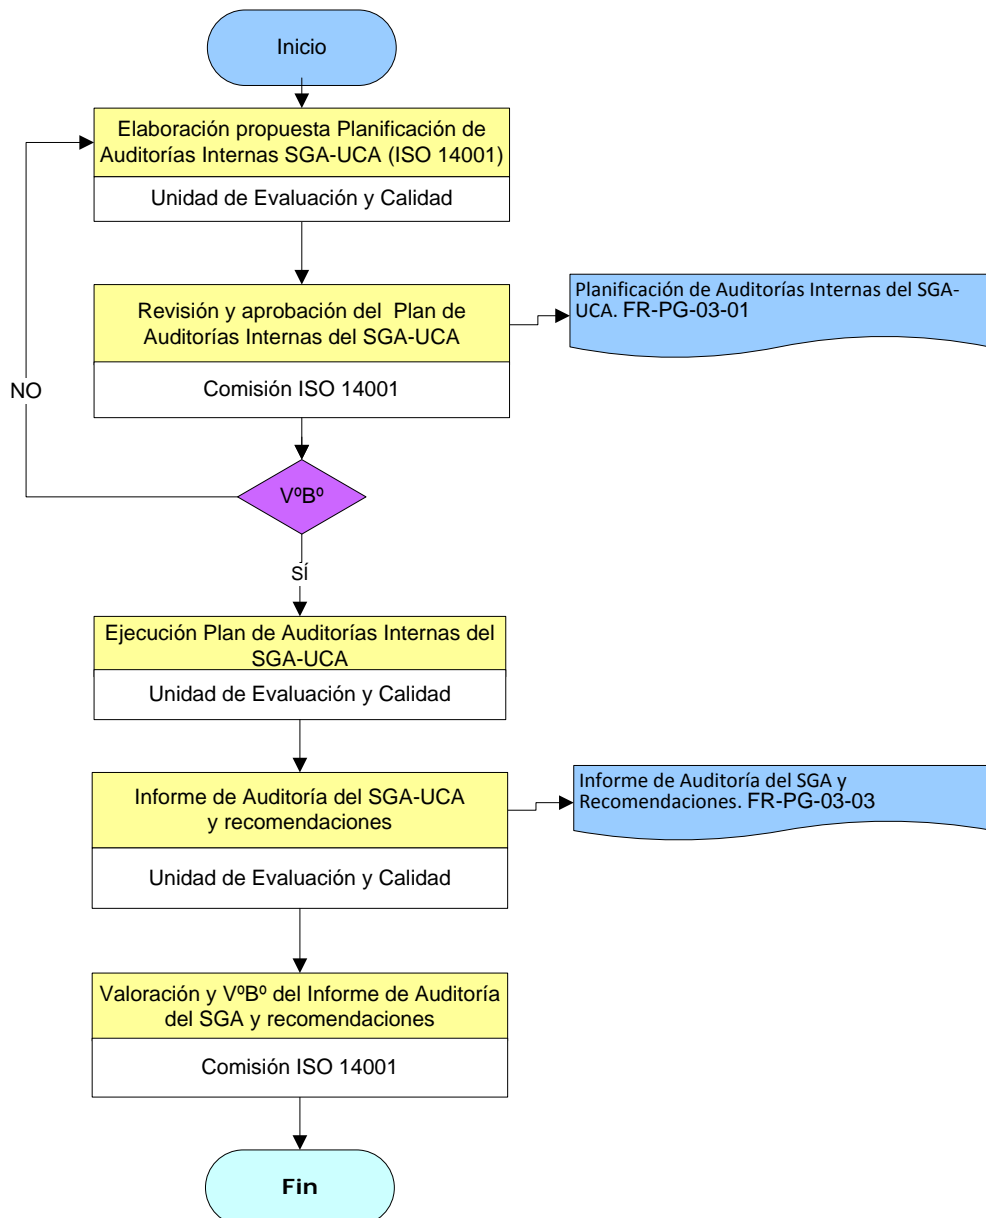 Inicio
Elaboración propuesta Planificación de
Auditorías Internas SGA-UCA (ISO 14001)
Unidad de Evaluación y Calidad
Revisión y aprobación del Plan de
Auditorías Internas del SGA-UCA
Comisión ISO 14001
Planificación de Auditorías Internas del SGA-
UCA. FR-PG-03-01
NO
VºBº
SÍ
Ejecución Plan de Auditorías Internas del
SGA-UCA
Unidad de Evaluación y Calidad
Informe de Auditoría del SGA-UCA
y recomendaciones
Unidad de Evaluación y Calidad
Informe de Auditoría del SGA y
Recomendaciones. FR-PG-03-03
Valoración y VºBº del Informe de Auditoría
del SGA y recomendaciones
Comisión ISO 14001
Fin